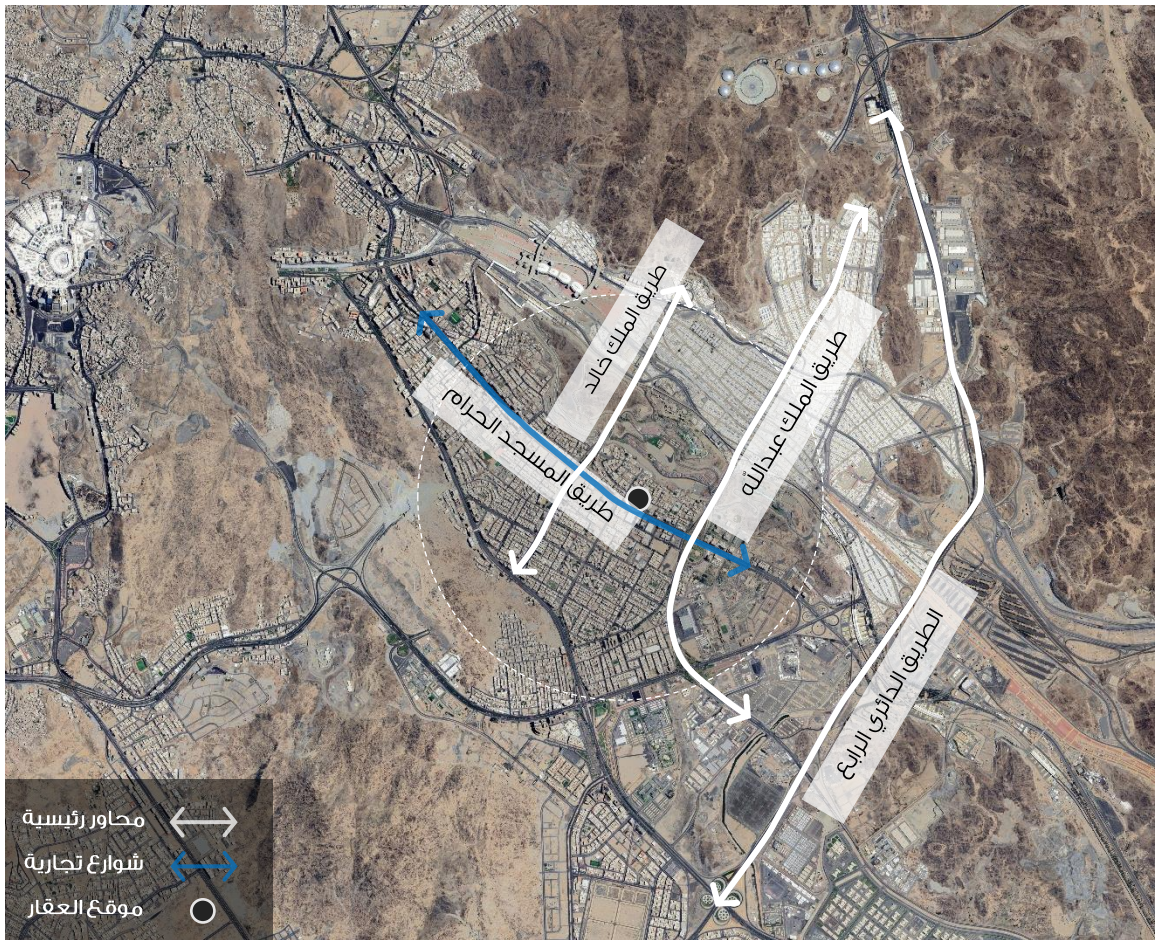 طريق الملك خالد
طريق الملك عبدالله
طريق المسجد الحرام
الطريق الدائري الرابع
محاور رئيسية
شوارع تجارية
موقع العقار